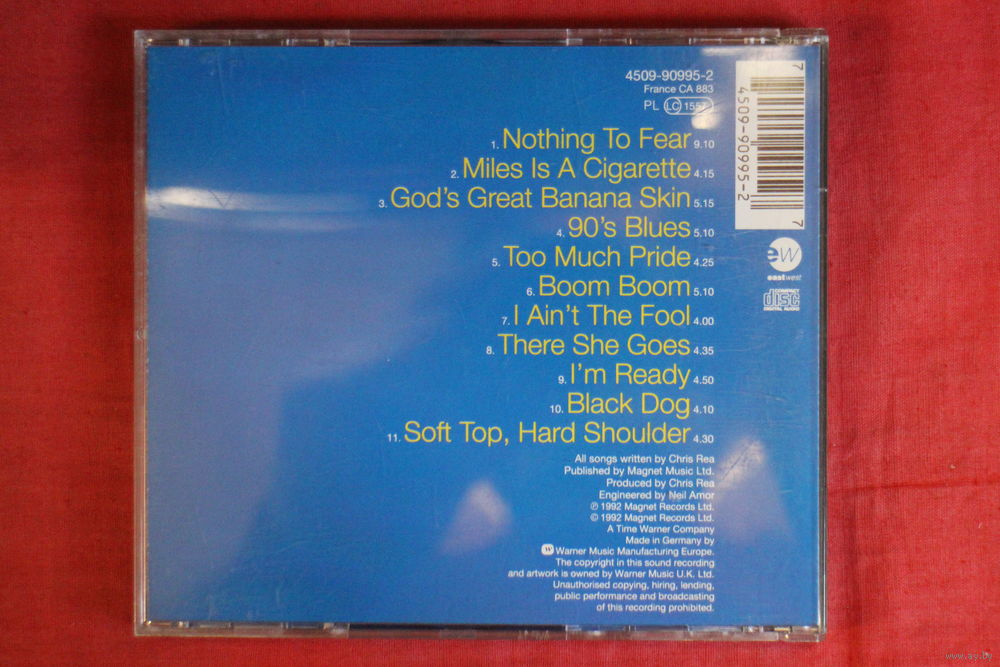 4509-90995-2
France CA 883
PL LC 1557
7 4509-90995-2 7
1. Nothing To Fear 9.10
2. Miles Is A Cigarette 4.15
3. God's Great Banana Skin 5.15
4. 90's Blues 5.10
5. Too Much Pride 4.25
6. Boom Boom 5.10
7. I Ain't The Fool 4.00
8. There She Goes 4.35
9. I'm Ready 4.50
10. Black Dog 4.10
11. Soft Top, Hard Shoulder 4.30
ew
eastwest
COMPACT
disc
DIGITAL AUDIO
All songs written by Chris Rea
Published by Magnet Music Ltd.
Produced by Chris Rea
Engineered by Neil Amor
℗ 1992 Magnet Records Ltd.
© 1992 Magnet Records Ltd.
A Time Warner Company
Made in Germany by
W Warner Music Manufacturing Europe.
The copyright in this sound recording
and artwork is owned by Warner Music U.K. Ltd.
Unauthorised copying, hiring, lending,
public performance and broadcasting
of this recording prohibited.
www.ay.by